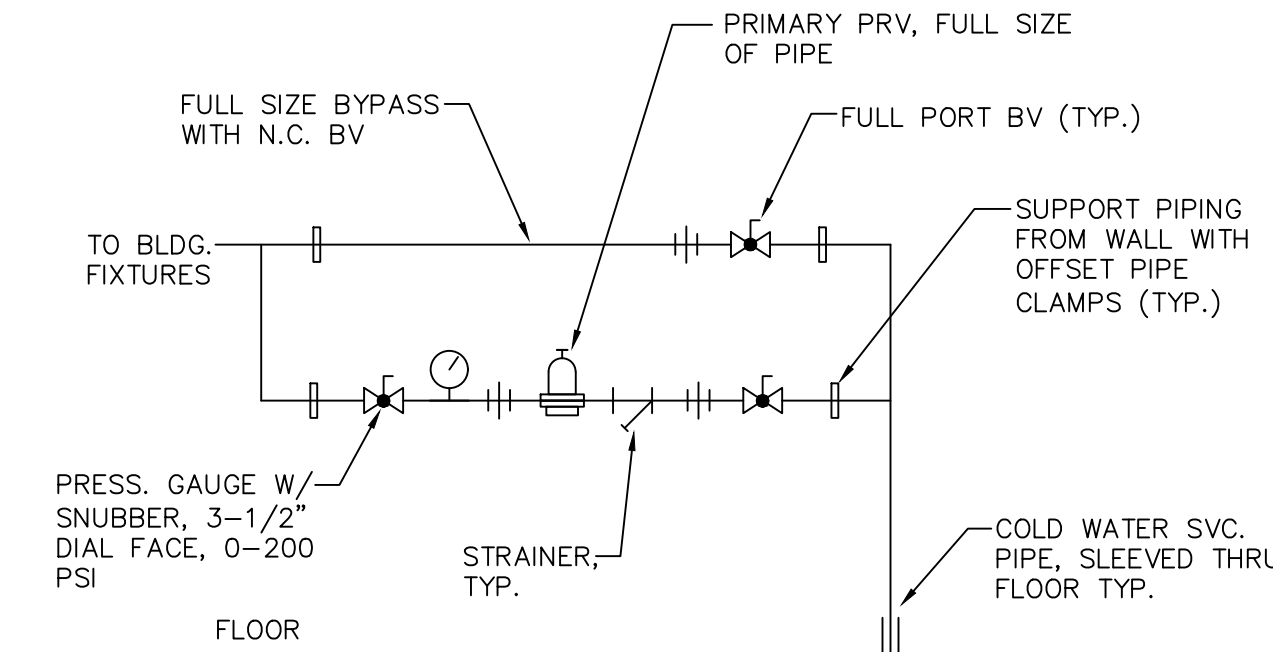 PRIMARY PRV, FULL SIZE
OF PIPE
FULL SIZE BYPASS
WITH N.C. BV
FULL PORT BV (TYP.)
SUPPORT PIPING
FROM WALL WITH
OFFSET PIPE
CLAMPS (TYP.)
TO BLDG.
FIXTURES
PRESS. GAUGE W/
SNUBBER, 3-1/2"
DIAL FACE, 0-200
PSI
STRAINER,
TYP.
COLD WATER SVC.
PIPE, SLEEVED THRU
FLOOR TYP.
FLOOR